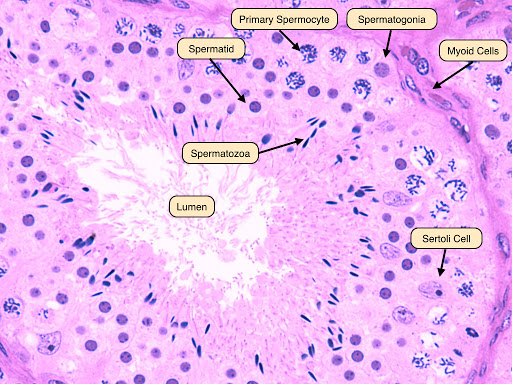 Primary Spermocyte
Spermatogonia
Spermatid
Myoid Cells
Spermatozoa
Lumen
Sertoli Cell